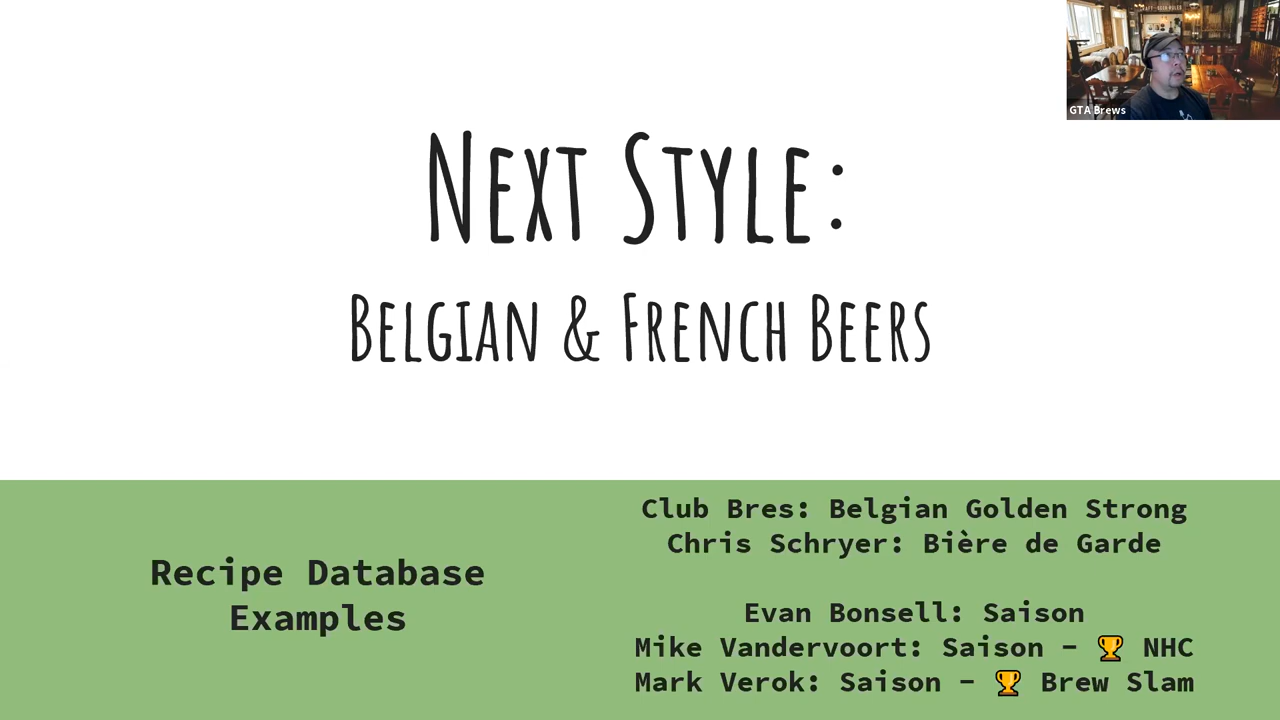 GTA Brews
Next Style:
Belgian & French Beers
Recipe Database
Examples
Club Bres: Belgian Golden Strong
Chris Schryer: Bière de Garde
Evan Bonsell: Saison
Mike Vandervoort: Saison - 🏆 NHC
Mark Verok: Saison - 🏆 Brew Slam